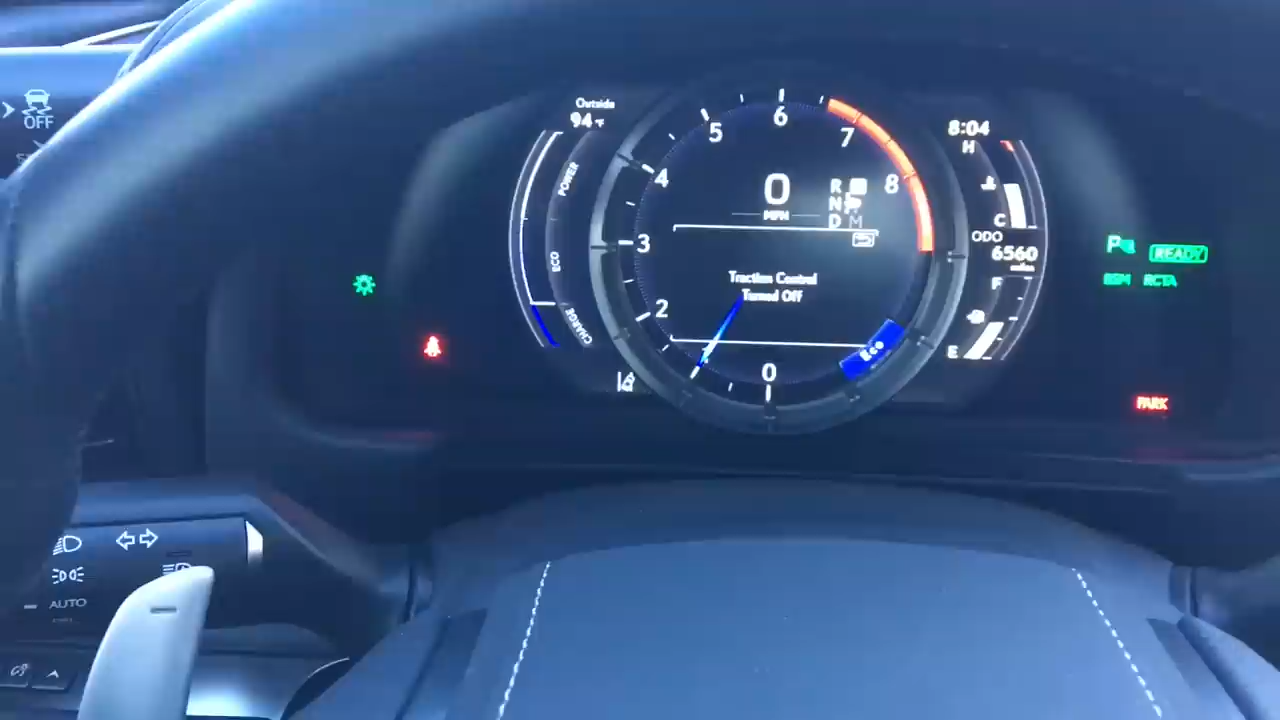 OFF
Outside
94°F
POWER
ECO
CHARGE
0
2
3
4
5
6
7
8
0
MPH
R
N P
D M
Traction Control
Turned Off
Eco
8:04
H
C
ODO
6560
miles
F
E
P
READY
BSM RCTA
PARK
AUTO